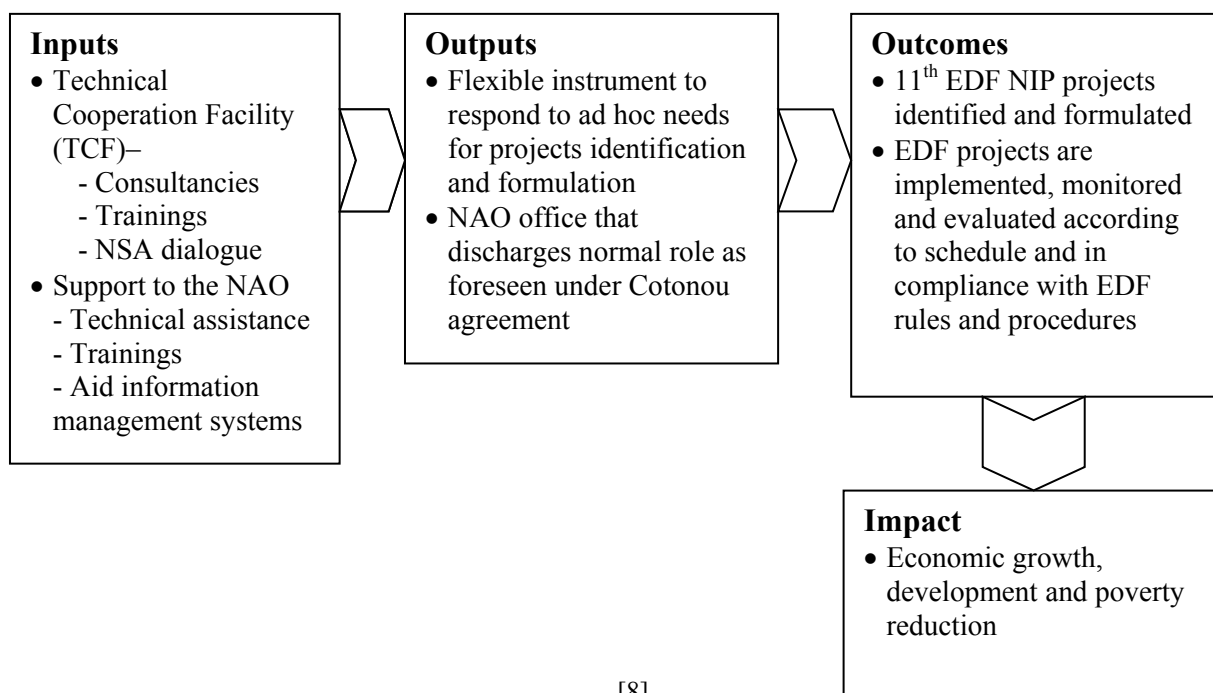 Inputs
• Technical
Cooperation Facility
(TCF)–
- Consultancies
- Trainings
- NSA dialogue
• Support to the NAO
- Technical assistance
- Trainings
- Aid information
management systems
Outputs
• Flexible instrument to
respond to ad hoc needs
for projects identification
and formulation
• NAO office that
discharges normal role as
foreseen under Cotonou
agreement
Outcomes
• 11th EDF NIP projects
identified and formulated
• EDF projects are
implemented, monitored
and evaluated according
to schedule and in
compliance with EDF
rules and procedures
Impact
• Economic growth,
development and poverty
reduction
[8]